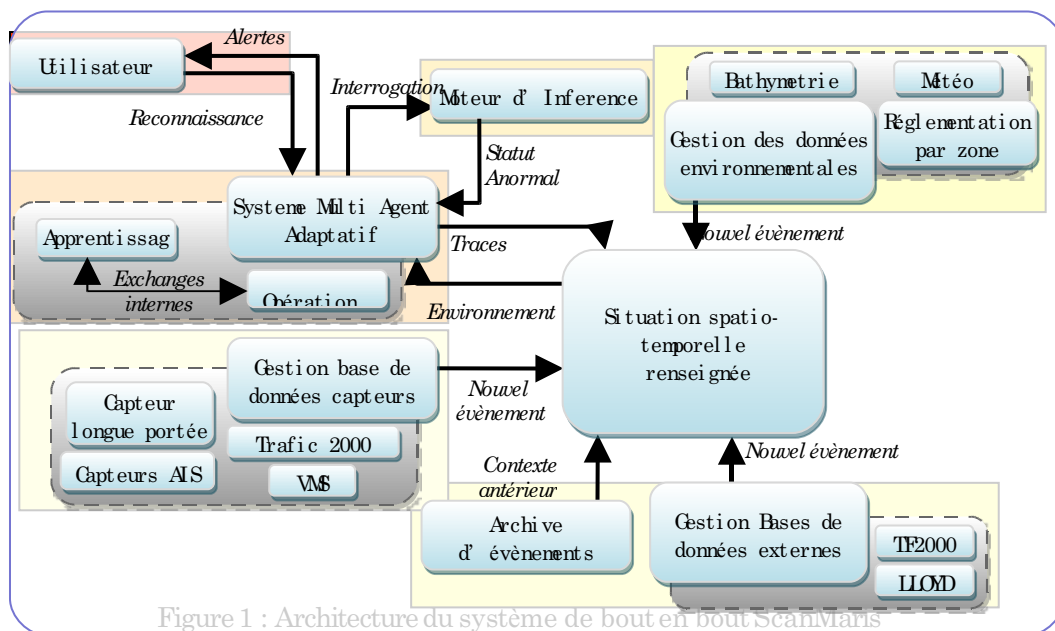 Alertes
Utilisateur
Reconnaissance
Interrogation
Moteur d' Inference
Statut
Anormal
Bathymetrie
Météo
Gestion des données
environnementales
Réglementation
par zone
Nouvel évènement
Systeme Multi Agent
Adaptatif
Apprentissag
Exchanges
internes
Opération
Traces
Environnement
Situation spatio-
temporelle
renseignée
Gestion base de
données capteurs
Capteur
longue portée
Trafic 2000
Capteurs AIS
VMS
Nouvel
évènement
Contexte
antérieur
Nouvel évènement
Archive
d' évènements
Gestion Bases de
données externes
TF2000
LLOYD
Figure 1 : Architecture du système de bout en bout ScanMaris